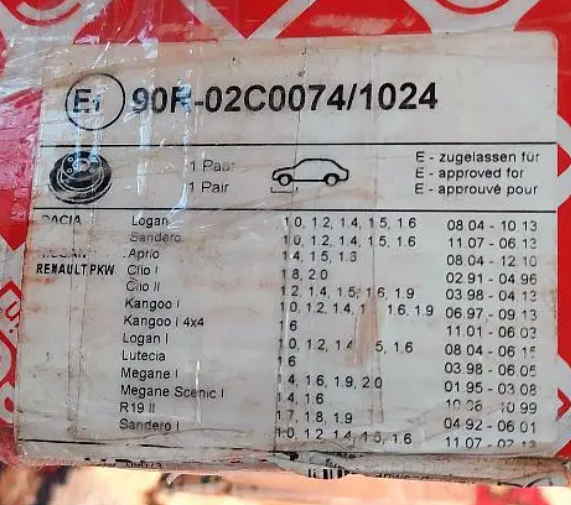 E1 90R-02C0074/1024
1 Paar
1 Pair
E - zugelassen für
E - approved for
E - approuvé pour
DACIA Logan 1.0, 1.2, 1.4, 1.5, 1.6 08.04 - 10.13
Sandero 1.0, 1.2, 1.4, 1.5, 1.6 11.07 - 06.13
NISSAN Aprio 1.4, 1.5, 1.6 08.04 - 12.10
RENAULT PKW Clio I 1.8, 2.0 02.91 - 04.96
Clio II 1.2, 1.4, 1.5, 1.6, 1.9 03.98 - 04.13
Kangoo I 1.0, 1.2, 1.4, 1.6, 1.9 06.97 - 09.13
Kangoo I 4x4 1.6 11.01 - 06.03
Logan I 1.0, 1.2, 1.4 1.5, 1.6 08.04 - 06.15
Lutecia 1.6 03.98 - 06.05
Megane I 1.4, 1.6, 1.9, 2.0 01.95 - 03.08
Megane Scenic I 1.4, 1.6 10.96 - 10.99
R19 II 1.7, 1.8, 1.9 04.92 - 06.01
Sandero I 1.0, 1.2, 1.4, 1.5, 1.6 11.07 - 07.13